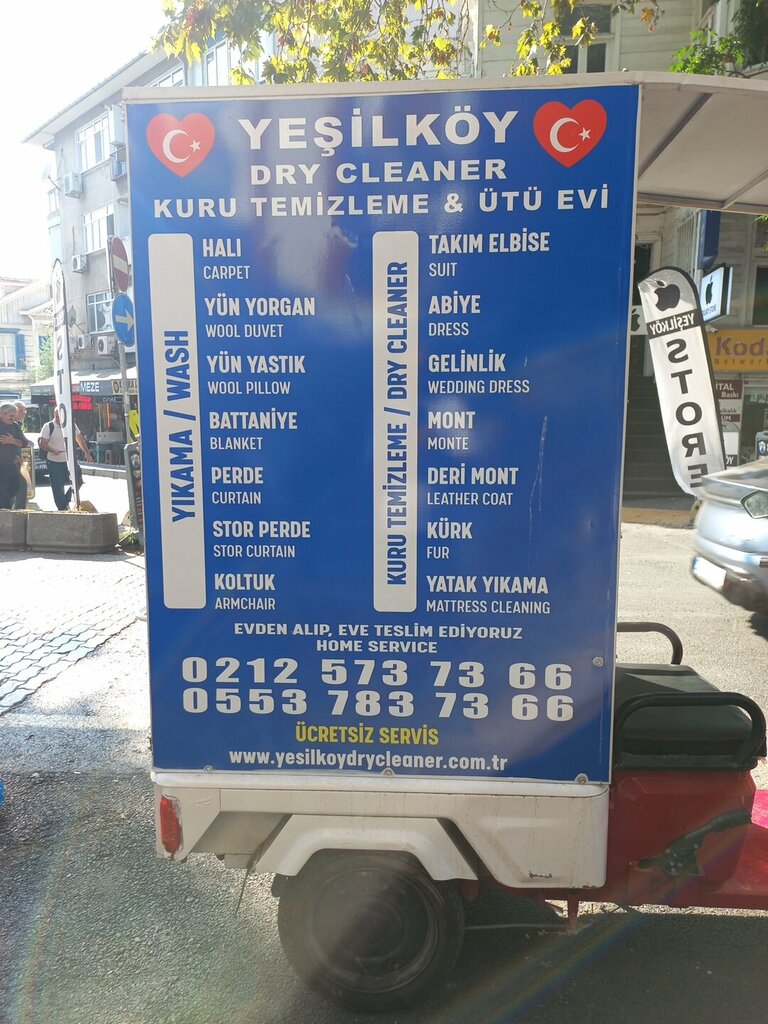 YEŞİLKÖY
DRY CLEANER
KURU TEMİZLEME & ÜTÜ EVİ
YIKAMA / WASH
HALI
CARPET
YÜN YORGAN
WOOL DUVET
YÜN YASTIK
WOOL PILLOW
BATTANİYE
BLANKET
PERDE
CURTAIN
STOR PERDE
STOR CURTAIN
KOLTUK
ARMCHAIR
KURU TEMİZLEME / DRY CLEANER
TAKIM ELBİSE
SUIT
ABİYE
DRESS
GELİNLİK
WEDDING DRESS
MONT
MONTE
DERİ MONT
LEATHER COAT
KÜRK
FUR
YATAK YIKAMA
MATTRESS CLEANING
EVDEN ALIP, EVE TESLİM EDİYORUZ
HOME SERVICE
0212 573 73 66
0553 783 73 66
ÜCRETSİZ SERVİS
www.yesilkoydrycleaner.com.tr
YEŞİLKÖY
STORE
MEZE